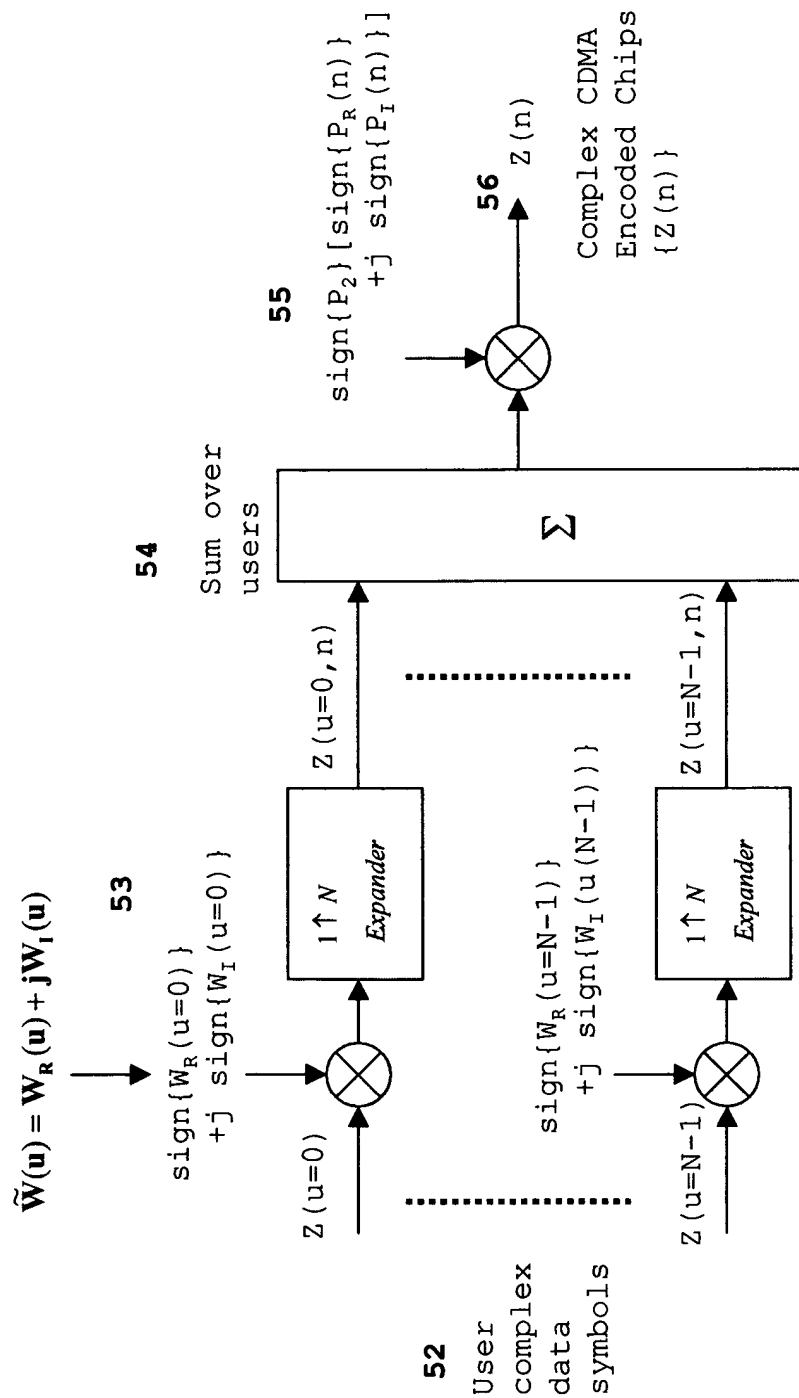 W̃(u) = W_R(u) + jW_I(u)
53
sign{W_R(u=0)}
+j sign{W_I(u=0)}
Z(u=0)
1↑N
Expander
Z(u=0,n)
52
User
complex
data
symbols
sign{W_R(u=N-1)}
+j sign{W_I(u(N-1))}
Z(u=N-1)
1↑N
Expander
Z(u=N-1,n)
54
Sum over
users
Σ
55
sign{P_2}[sign{P_R(n)}
+j sign{P_I(n)}]
56
Z(n)
Complex CDMA
Encoded Chips
{Z(n)}